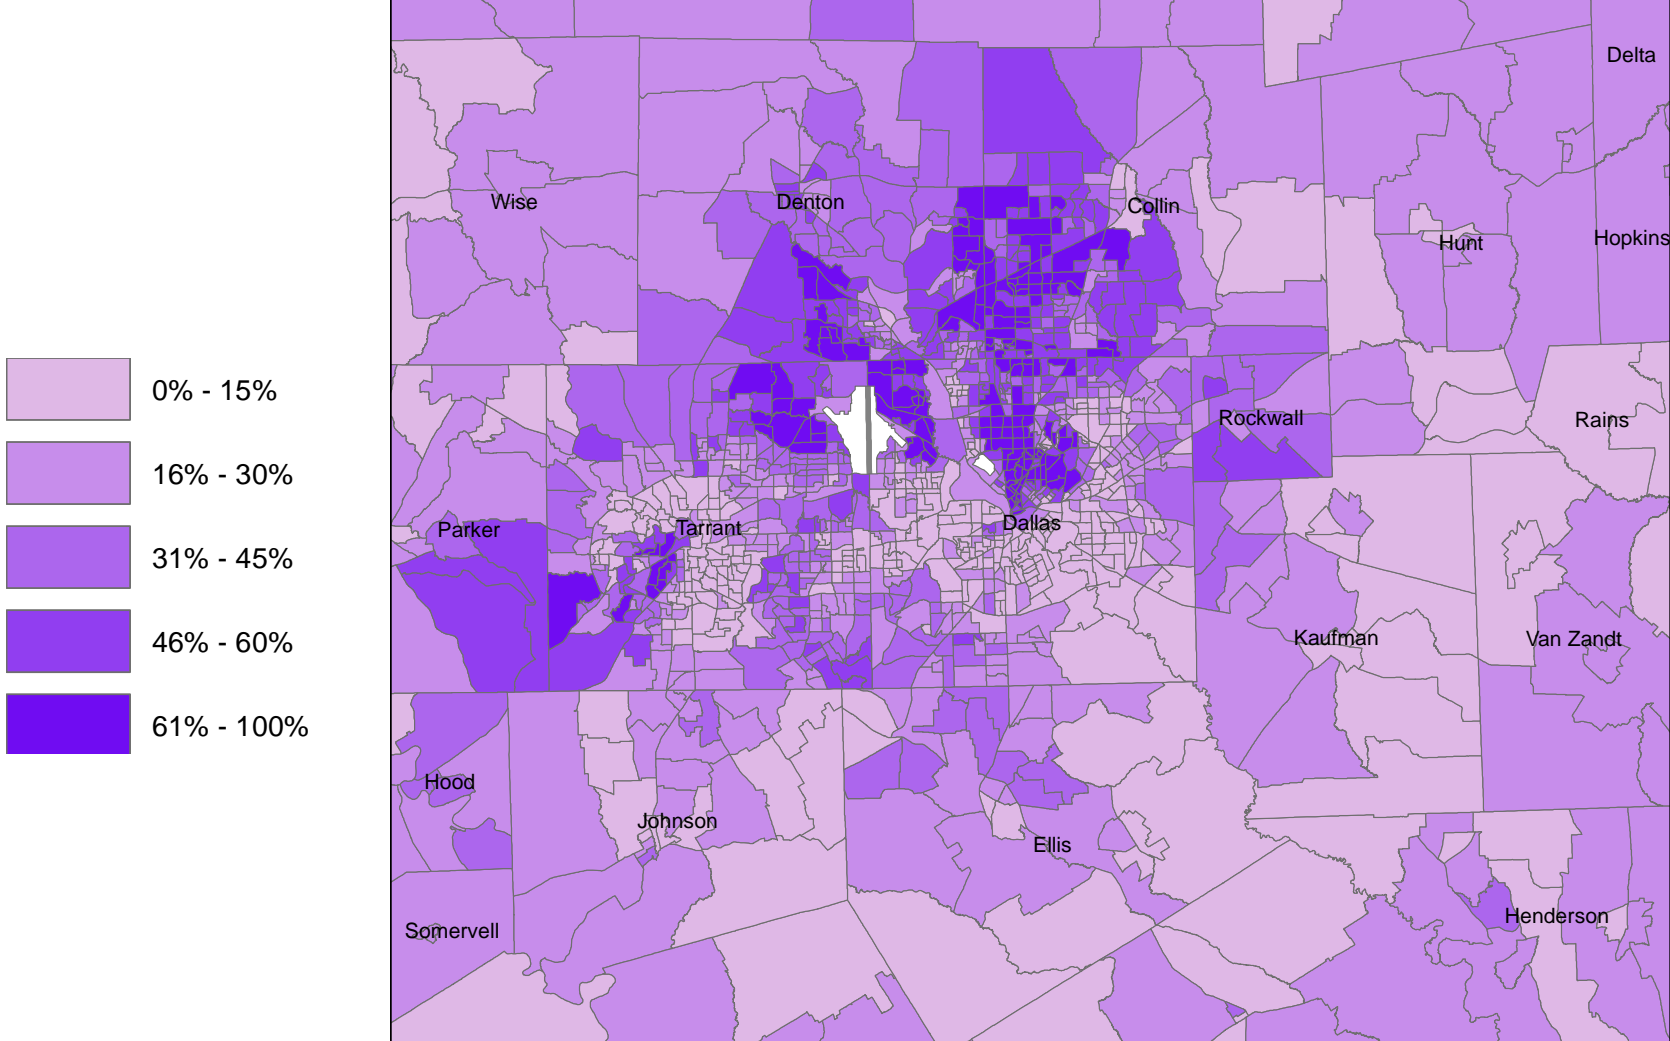 0% - 15%
16% - 30%
31% - 45%
46% - 60%
61% - 100%
Delta
Wise
Denton
Collin
Hunt
Hopkins
Rockwall
Rains
Parker
Tarrant
Dallas
Kaufman
Van Zandt
Hood
Johnson
Ellis
Somervell
Henderson